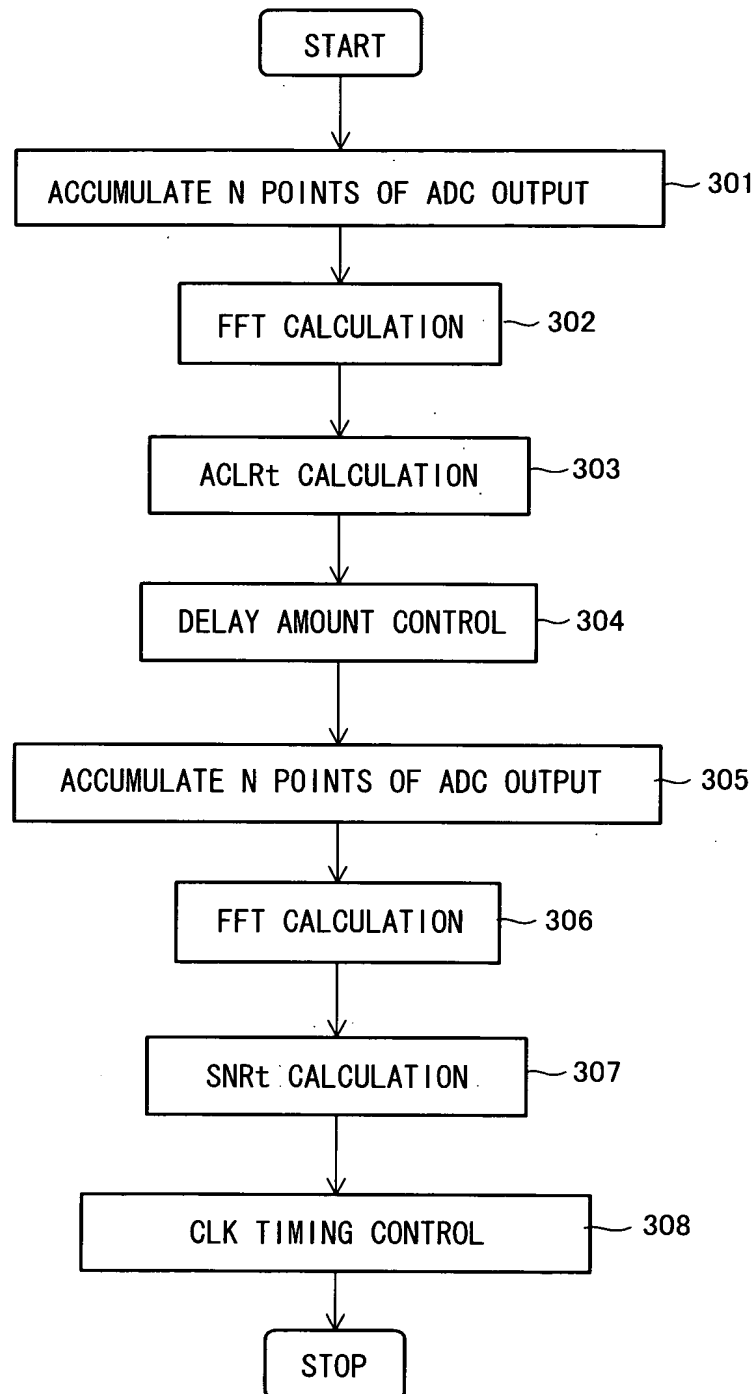 START
ACCUMULATE N POINTS OF ADC OUTPUT 301
FFT CALCULATION 302
ACLRt CALCULATION 303
DELAY AMOUNT CONTROL 304
ACCUMULATE N POINTS OF ADC OUTPUT 305
FFT CALCULATION 306
SNRt CALCULATION 307
CLK TIMING CONTROL 308
STOP